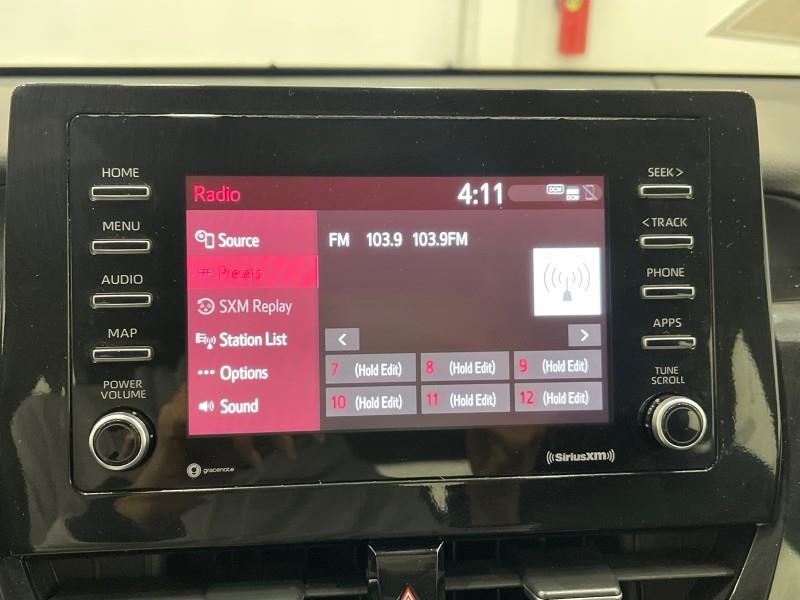 HOME
MENU
AUDIO
MAP
POWER
VOLUME
Radio
4:11
DCM
DCM
Source
Presets
SXM Replay
Station List
Options
Sound
FM 103.9 103.9FM
<
>
7 (Hold Edit) 8 (Hold Edit) 9 (Hold Edit)
10 (Hold Edit) 11 (Hold Edit) 12 (Hold Edit)
SEEK >
< TRACK
PHONE
APPS
TUNE
SCROLL
gracenote
((SiriusXM))